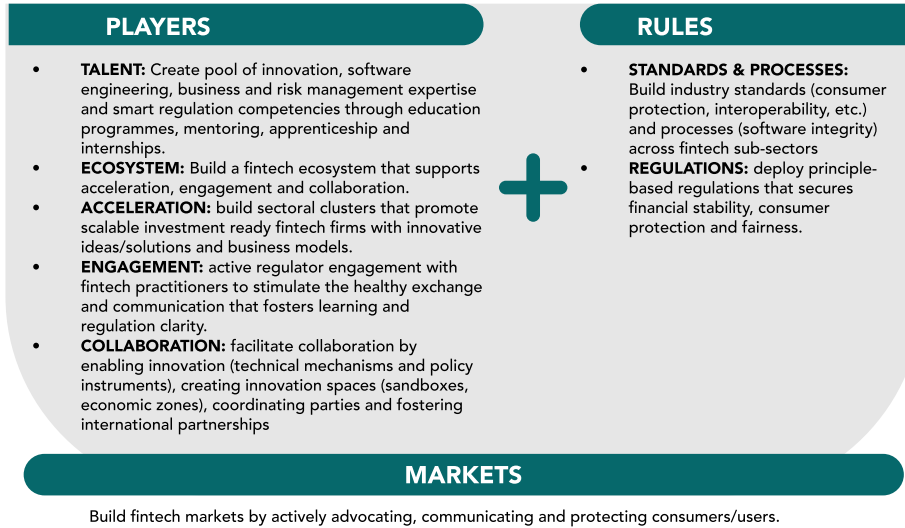 PLAYERS
• TALENT: Create pool of innovation, software
engineering, business and risk management expertise
and smart regulation competencies through education
programmes, mentoring, apprenticeship and
internships.
• ECOSYSTEM: Build a fintech ecosystem that supports
acceleration, engagement and collaboration.
• ACCELERATION: build sectoral clusters that promote
scalable investment ready fintech firms with innovative
ideas/solutions and business models.
• ENGAGEMENT: active regulator engagement with
fintech practitioners to stimulate the healthy exchange
and communication that fosters learning and
regulation clarity.
• COLLABORATION: facilitate collaboration by
enabling innovation (technical mechanisms and policy
instruments), creating innovation spaces (sandboxes,
economic zones), coordinating parties and fostering
international partnerships
RULES
• STANDARDS & PROCESSES:
Build industry standards (consumer
protection, interoperability, etc.)
and processes (software integrity)
across fintech sub-sectors
• REGULATIONS: deploy principle-
based regulations that secures
financial stability, consumer
protection and fairness.
MARKETS
Build fintech markets by actively advocating, communicating and protecting consumers/users.